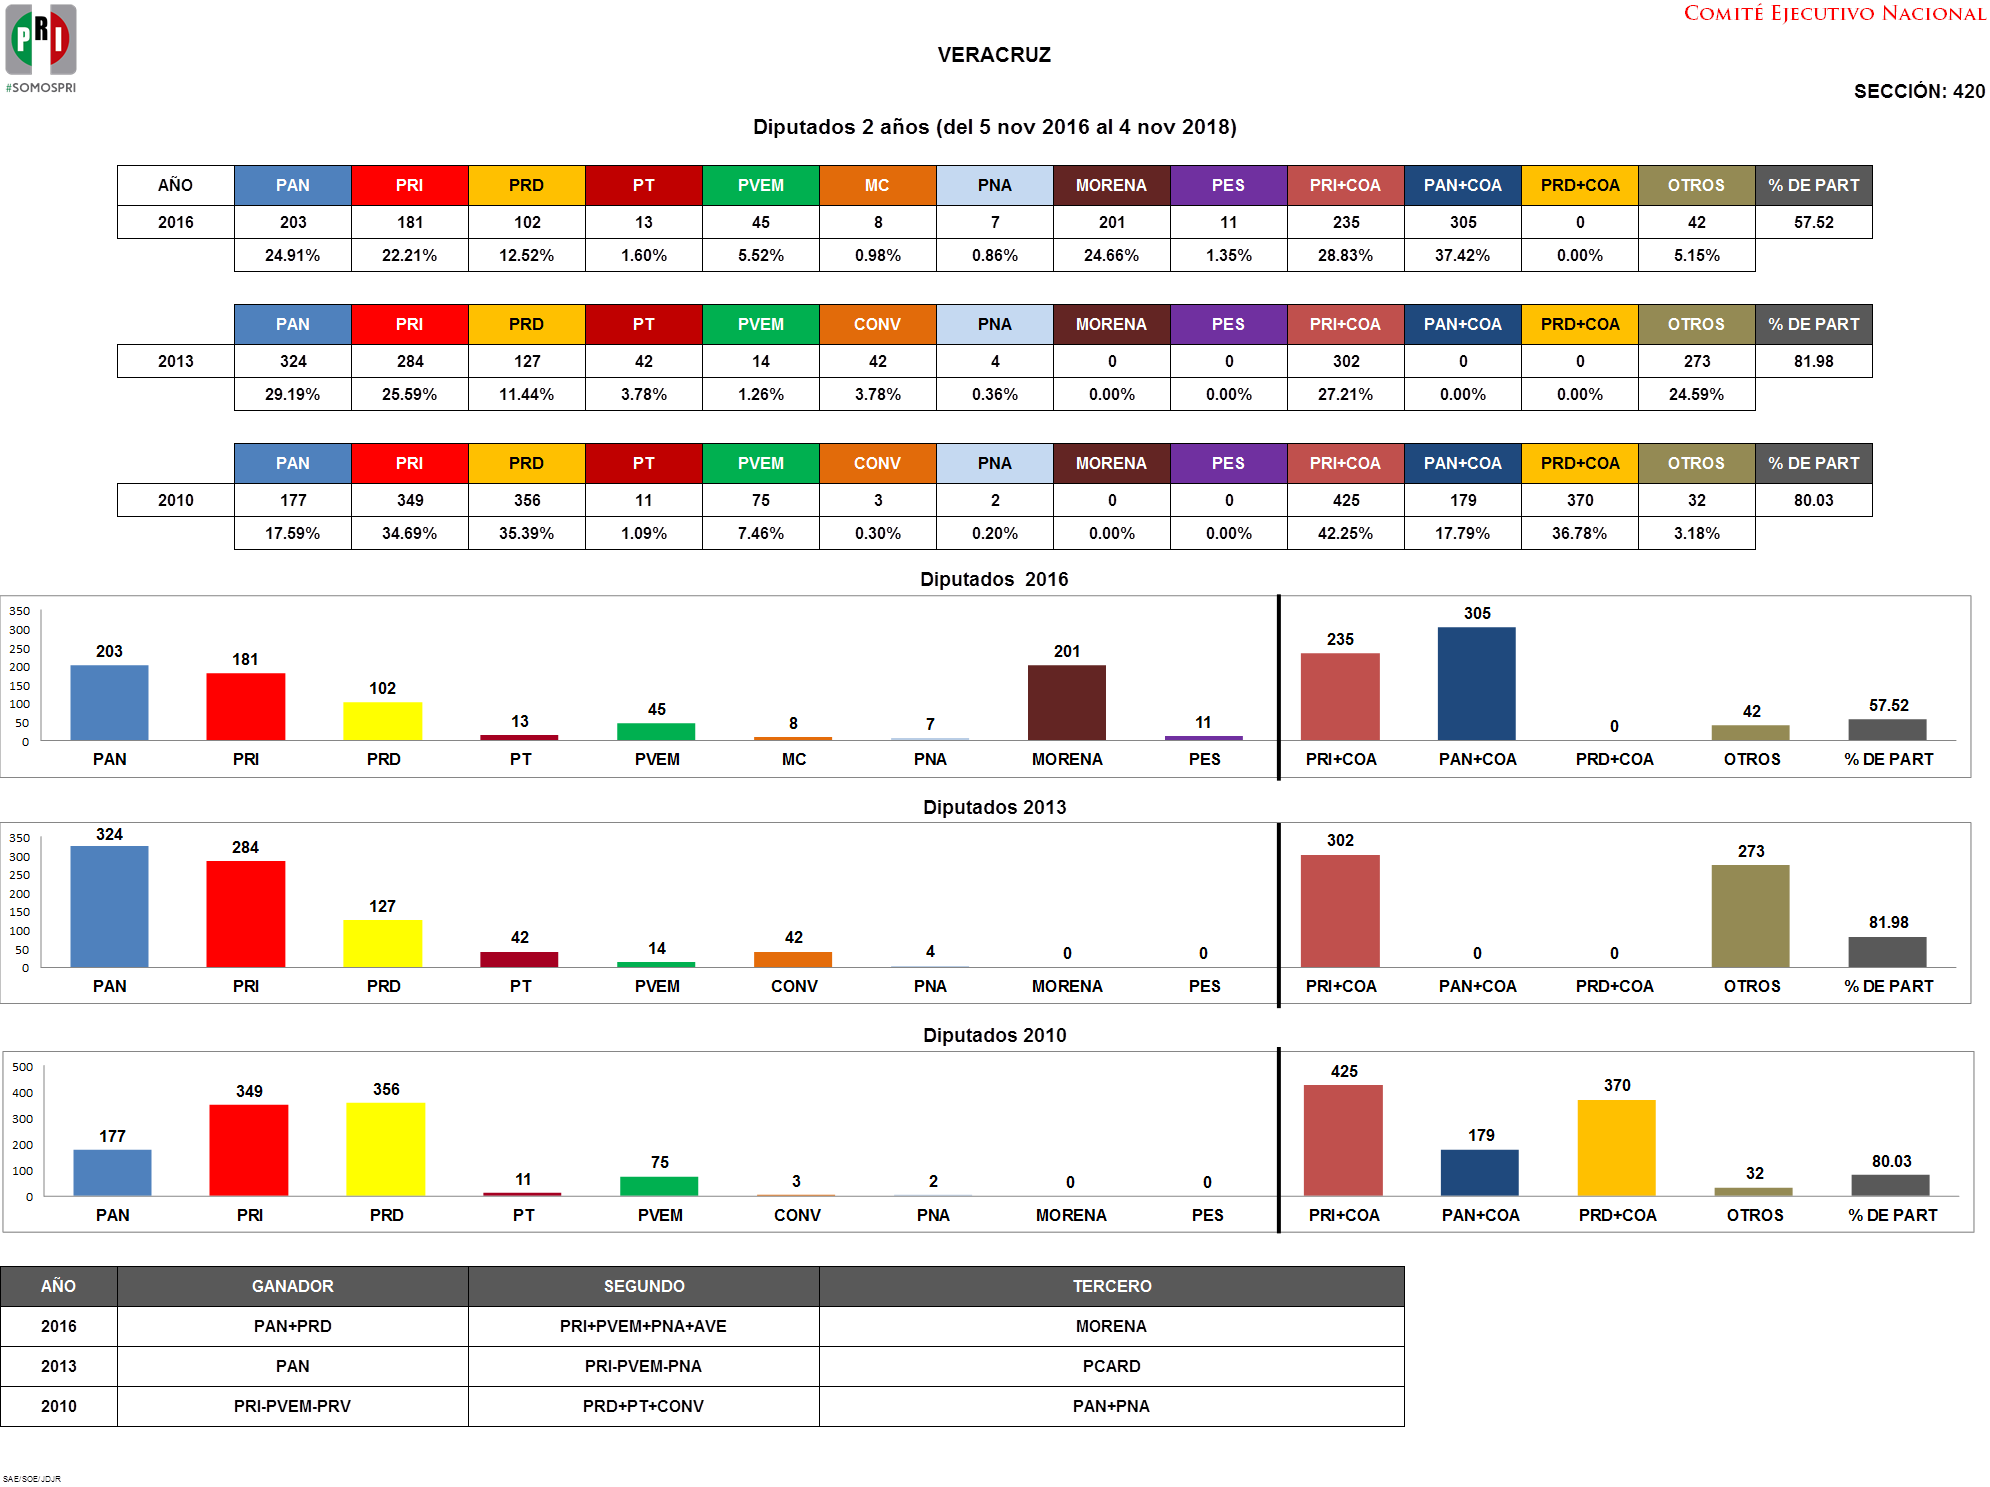 COMITÉ EJECUTIVO NACIONAL
PRI
#SOMOSPRI
VERACRUZ
SECCIÓN: 420
Diputados 2 años (del 5 nov 2016 al 4 nov 2018)
AÑO PAN PRI PRD PT PVEM MC PNA MORENA PES PRI+COA PAN+COA PRD+COA OTROS % DE PART
2016 203 181 102 13 45 8 7 201 11 235 305 0 42 57.52
24.91% 22.21% 12.52% 1.60% 5.52% 0.98% 0.86% 24.66% 1.35% 28.83% 37.42% 0.00% 5.15%
PAN PRI PRD PT PVEM CONV PNA MORENA PES PRI+COA PAN+COA PRD+COA OTROS % DE PART
2013 324 284 127 42 14 42 4 0 0 302 0 0 273 81.98
29.19% 25.59% 11.44% 3.78% 1.26% 3.78% 0.36% 0.00% 0.00% 27.21% 0.00% 0.00% 24.59%
PAN PRI PRD PT PVEM CONV PNA MORENA PES PRI+COA PAN+COA PRD+COA OTROS % DE PART
2010 177 349 356 11 75 3 2 0 0 425 179 370 32 80.03
17.59% 34.69% 35.39% 1.09% 7.46% 0.30% 0.20% 0.00% 0.00% 42.25% 17.79% 36.78% 3.18%
Diputados 2016
350
300
250
200
150
100
50
0
203 181 102 13 45 8 7 201 11 235 305 0 42 57.52
PAN PRI PRD PT PVEM MC PNA MORENA PES PRI+COA PAN+COA PRD+COA OTROS % DE PART
Diputados 2013
350
300
250
200
150
100
50
0
324 284 127 42 14 42 4 0 0 302 0 0 273 81.98
PAN PRI PRD PT PVEM CONV PNA MORENA PES PRI+COA PAN+COA PRD+COA OTROS % DE PART
Diputados 2010
500
400
300
200
100
0
177 349 356 11 75 3 2 0 0 425 179 370 32 80.03
PAN PRI PRD PT PVEM CONV PNA MORENA PES PRI+COA PAN+COA PRD+COA OTROS % DE PART
AÑO GANADOR SEGUNDO TERCERO
2016 PAN+PRD PRI+PVEM+PNA+AVE MORENA
2013 PAN PRI-PVEM-PNA PCARD
2010 PRI-PVEM-PRV PRD+PT+CONV PAN+PNA
SAE/SOE/JDJR